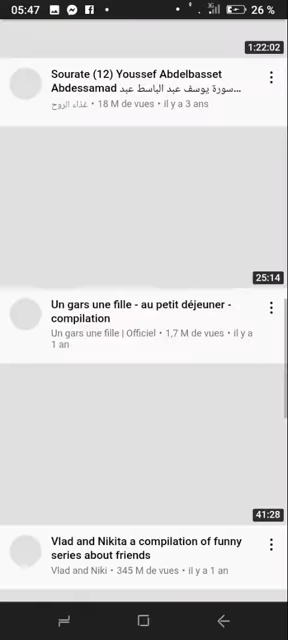 05:47
3G
26 %
1:22:02
Sourate (12) Youssef Abdelbasset
Abdessamad سورة يوسف عبد الباسط عبد...
غذاء الروح • 18 M de vues • il y a 3 ans
25:14
Un gars une fille - au petit déjeuner -
compilation
Un gars une fille | Officiel • 1,7 M de vues • il y a
1 an
41:28
Vlad and Nikita a compilation of funny
series about friends
Vlad and Niki • 345 M de vues • il y a 1 an